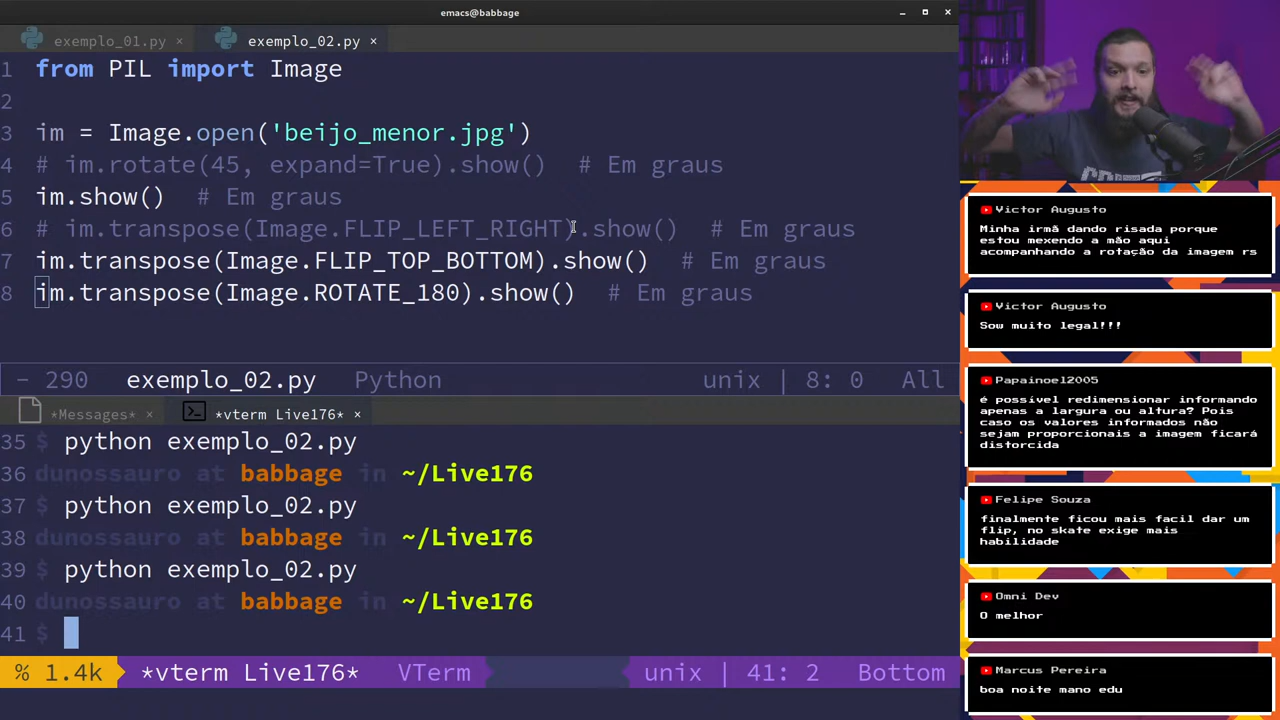 emacs@babbage
exemplo_01.py ×
exemplo_02.py ×
1 from PIL import Image
2
3 im = Image.open('beijo_menor.jpg')
4 # im.rotate(45, expand=True).show()  # Em graus
5 im.show()  # Em graus
6 # im.transpose(Image.FLIP_LEFT_RIGHT).show()  # Em graus
7 im.transpose(Image.FLIP_TOP_BOTTOM).show()  # Em graus
8 im.transpose(Image.ROTATE_180).show()  # Em graus
- 290 exemplo_02.py Python unix | 8: 0 All
*Messages* ×
*vterm Live176* ×
35 $ python exemplo_02.py
36 dunossauro at babbage in ~/Live176
37 $ python exemplo_02.py
38 dunossauro at babbage in ~/Live176
39 $ python exemplo_02.py
40 dunossauro at babbage in ~/Live176
41 $
% 1.4k *vterm Live176* VTerm unix | 41: 2 Bottom
Victor Augusto
Minha irmã dando risada porque
estou mexendo a mão aqui
acompanhando a rotação da imagem rs
Victor Augusto
Sow muito legal!!!
Papainoel2005
é possível redimensionar informando
apenas a largura ou altura? Pois
caso os valores informados não
sejam proporcionais a imagem ficará
distorcida
Felipe Souza
finalmente ficou mais facil dar um
flip, no skate exige mais
habilidade
Omni Dev
O melhor
Marcus Pereira
boa noite mano edu